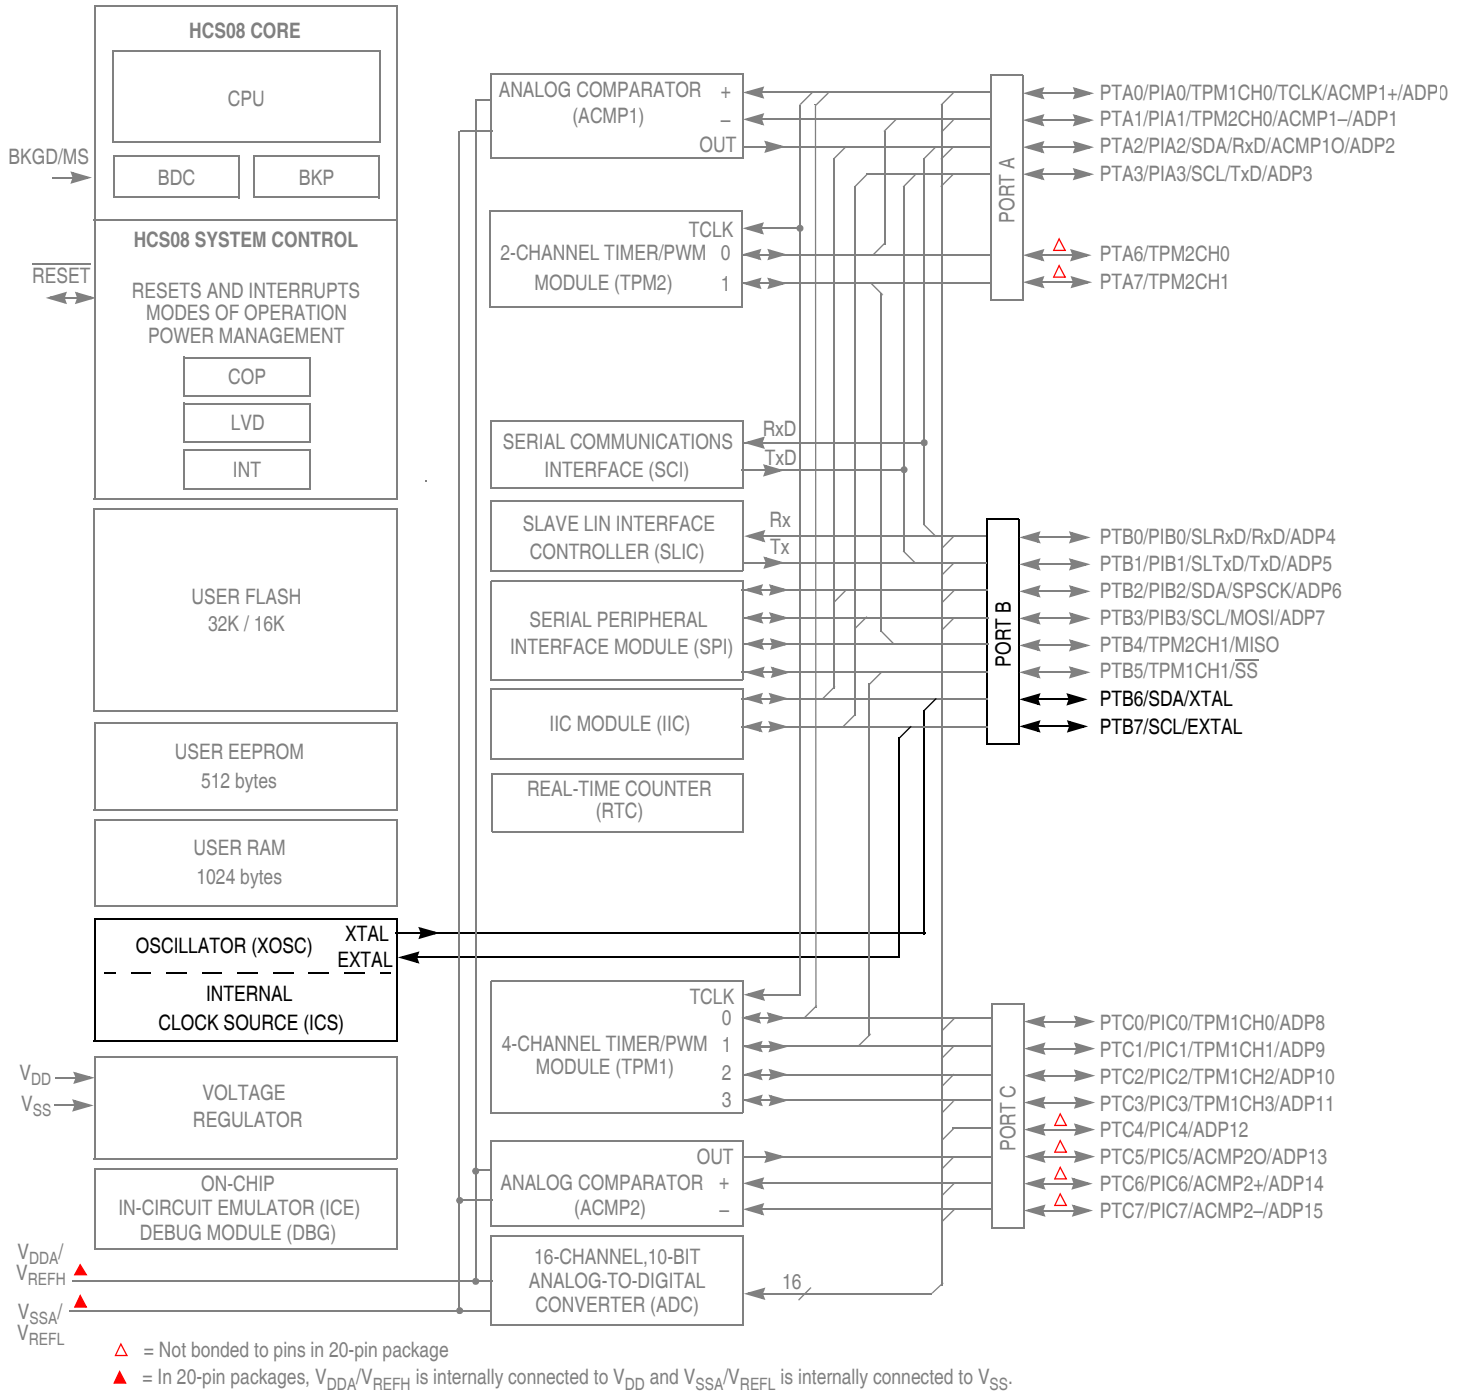 HCS08 CORE
CPU
BDC
BKP
BKGD/MS
HCS08 SYSTEM CONTROL
RESET
RESETS AND INTERRUPTS
MODES OF OPERATION
POWER MANAGEMENT
COP
LVD
INT
USER FLASH
32K / 16K
USER EEPROM
512 bytes
USER RAM
1024 bytes
OSCILLATOR (XOSC)
XTAL
EXTAL
INTERNAL
CLOCK SOURCE (ICS)
VDD
VSS
VOLTAGE
REGULATOR
ON-CHIP
IN-CIRCUIT EMULATOR (ICE)
DEBUG MODULE (DBG)
VDDA/
VREFH
VSSA/
VREFL
ANALOG COMPARATOR
(ACMP1)
+
–
OUT
TCLK
2-CHANNEL TIMER/PWM
MODULE (TPM2)
0
1
SERIAL COMMUNICATIONS
INTERFACE (SCI)
RxD
TxD
SLAVE LIN INTERFACE
CONTROLLER (SLIC)
Rx
Tx
SERIAL PERIPHERAL
INTERFACE MODULE (SPI)
IIC MODULE (IIC)
REAL-TIME COUNTER
(RTC)
TCLK
0
4-CHANNEL TIMER/PWM
MODULE (TPM1)
1
2
3
OUT
ANALOG COMPARATOR
(ACMP2)
+
–
16-CHANNEL,10-BIT
ANALOG-TO-DIGITAL
CONVERTER (ADC)
16
PORT A
PTA0/PIA0/TPM1CH0/TCLK/ACMP1+/ADP0
PTA1/PIA1/TPM2CH0/ACMP1–/ADP1
PTA2/PIA2/SDA/RxD/ACMP1O/ADP2
PTA3/PIA3/SCL/TxD/ADP3
PTA6/TPM2CH0
PTA7/TPM2CH1
PORT B
PTB0/PIB0/SLRxD/RxD/ADP4
PTB1/PIB1/SLTxD/TxD/ADP5
PTB2/PIB2/SDA/SPSCK/ADP6
PTB3/PIB3/SCL/MOSI/ADP7
PTB4/TPM2CH1/MISO
PTB5/TPM1CH1/SS
PTB6/SDA/XTAL
PTB7/SCL/EXTAL
PORT C
PTC0/PIC0/TPM1CH0/ADP8
PTC1/PIC1/TPM1CH1/ADP9
PTC2/PIC2/TPM1CH2/ADP10
PTC3/PIC3/TPM1CH3/ADP11
PTC4/PIC4/ADP12
PTC5/PIC5/ACMP2O/ADP13
PTC6/PIC6/ACMP2+/ADP14
PTC7/PIC7/ACMP2–/ADP15
= Not bonded to pins in 20-pin package
= In 20-pin packages, VDDA/VREFH is internally connected to VDD and VSSA/VREFL is internally connected to VSS.